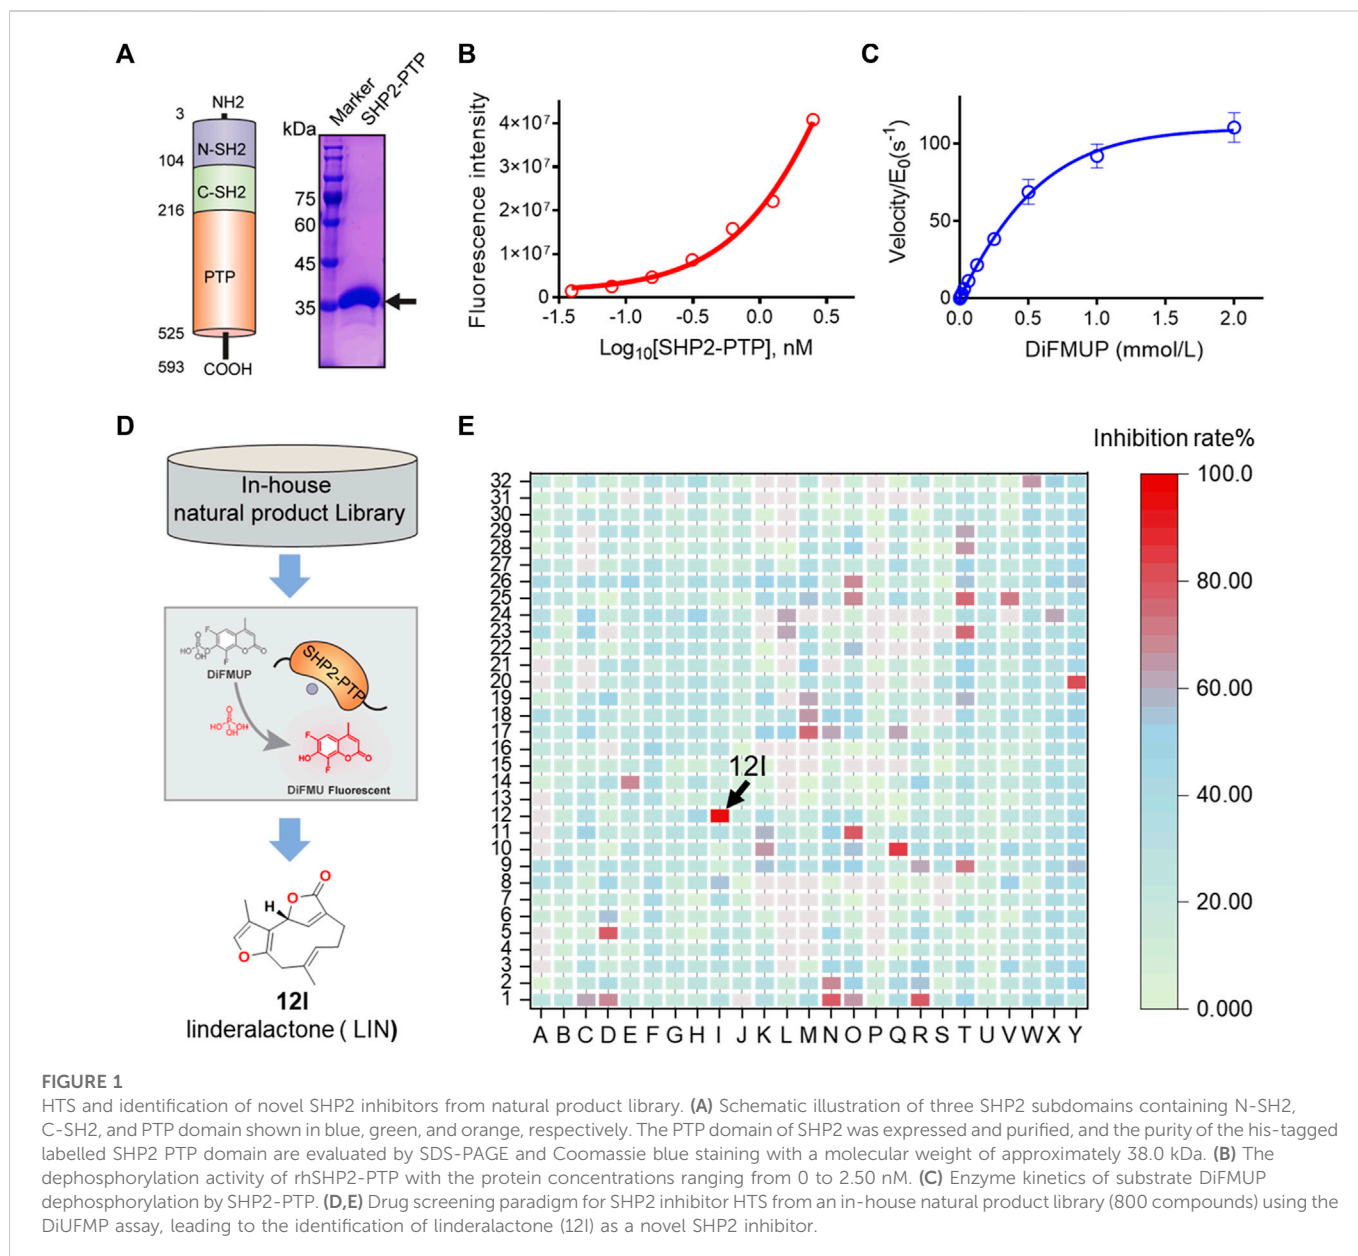 A
NH2
3
N-SH2
104
C-SH2
216
PTP
525
593
COOH
Marker
SHP2-PTP
kDa
75
60
45
35
B
Fluorescence intensity
4×10⁷
3×10⁷
2×10⁷
1×10⁷
0
-1.5 -1.0 -0.5 0.0 0.5
Log₁₀[SHP2-PTP], nM
C
Velocity/E₀(s⁻¹)
100
50
0
0.0 0.5 1.0 1.5 2.0
DiFMUP (mmol/L)
D
In-house
natural product Library
F
O
HO-P-O
OH
F
O
O
DiFMUP
SHP2-PTP
O
HO-P-OH
OH
F
HO
F
O
O
DiFMU Fluorescent
O
O
H
O
12I
linderalactone ( LIN)
E
32
31
30
29
28
27
26
25
24
23
22
21
20
19
18
17
16
15
14
13
12
11
10
9
8
7
6
5
4
3
2
1
12I
A B C D E F G H I J K L M N O P Q R S T U V W X Y
Inhibition rate%
100.0
80.00
60.00
40.00
20.00
0.000
FIGURE 1
HTS and identification of novel SHP2 inhibitors from natural product library. (A) Schematic illustration of three SHP2 subdomains containing N-SH2,
C-SH2, and PTP domain shown in blue, green, and orange, respectively. The PTP domain of SHP2 was expressed and purified, and the purity of the his-tagged
labelled SHP2 PTP domain are evaluated by SDS-PAGE and Coomassie blue staining with a molecular weight of approximately 38.0 kDa. (B) The
dephosphorylation activity of rhSHP2-PTP with the protein concentrations ranging from 0 to 2.50 nM. (C) Enzyme kinetics of substrate DiFMUP
dephosphorylation by SHP2-PTP. (D,E) Drug screening paradigm for SHP2 inhibitor HTS from an in-house natural product library (800 compounds) using the
DiUFMP assay, leading to the identification of linderalactone (12I) as a novel SHP2 inhibitor.